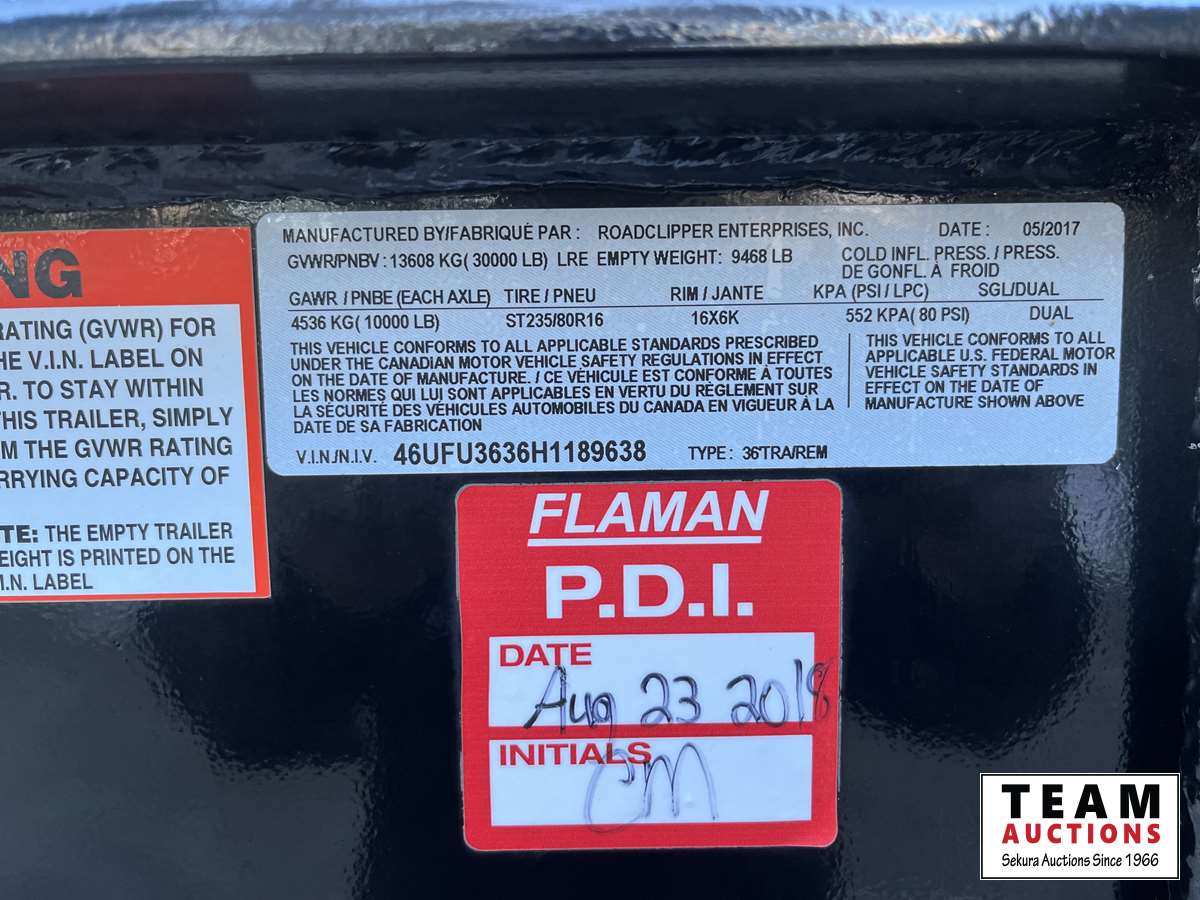 NG
RATING (GVWR) FOR
HE V.I.N. LABEL ON
R. TO STAY WITHIN
THIS TRAILER, SIMPLY
M THE GVWR RATING
RRYING CAPACITY OF
TE: THE EMPTY TRAILER
EIGHT IS PRINTED ON THE
.I.N. LABEL
MANUFACTURED BY/FABRIQUÉ PAR : ROADCLIPPER ENTERPRISES, INC. DATE : 05/2017
GVWR/PNBV : 13608 KG( 30000 LB) LRE EMPTY WEIGHT: 9468 LB COLD INFL. PRESS. / PRESS.
DE GONFL. À FROID
GAWR / PNBE (EACH AXLE) TIRE / PNEU RIM / JANTE KPA (PSI / LPC) SGL/DUAL
4536 KG( 10000 LB) ST235/80R16 16X6K 552 KPA( 80 PSI) DUAL
THIS VEHICLE CONFORMS TO ALL APPLICABLE STANDARDS PRESCRIBED
UNDER THE CANADIAN MOTOR VEHICLE SAFETY REGULATIONS IN EFFECT
ON THE DATE OF MANUFACTURE. / CE VÉHICULE EST CONFORME À TOUTES
LES NORMES QUI LUI SONT APPLICABLES EN VERTU DU RÈGLEMENT SUR
LA SÉCURITÉ DES VÉHICULES AUTOMOBILES DU CANADA EN VIGUEUR À LA
DATE DE SA FABRICATION
THIS VEHICLE CONFORMS TO ALL
APPLICABLE U.S. FEDERAL MOTOR
VEHICLE SAFETY STANDARDS IN
EFFECT ON THE DATE OF
MANUFACTURE SHOWN ABOVE
V.I.N./N.I.V. 46UFU3636H1189638 TYPE : 36'TRA/REM
FLAMAN
P.D.I.
DATE
Aug 23 2018
INITIALS
CM
TEAM
AUCTIONS
Sekura Auctions Since 1966